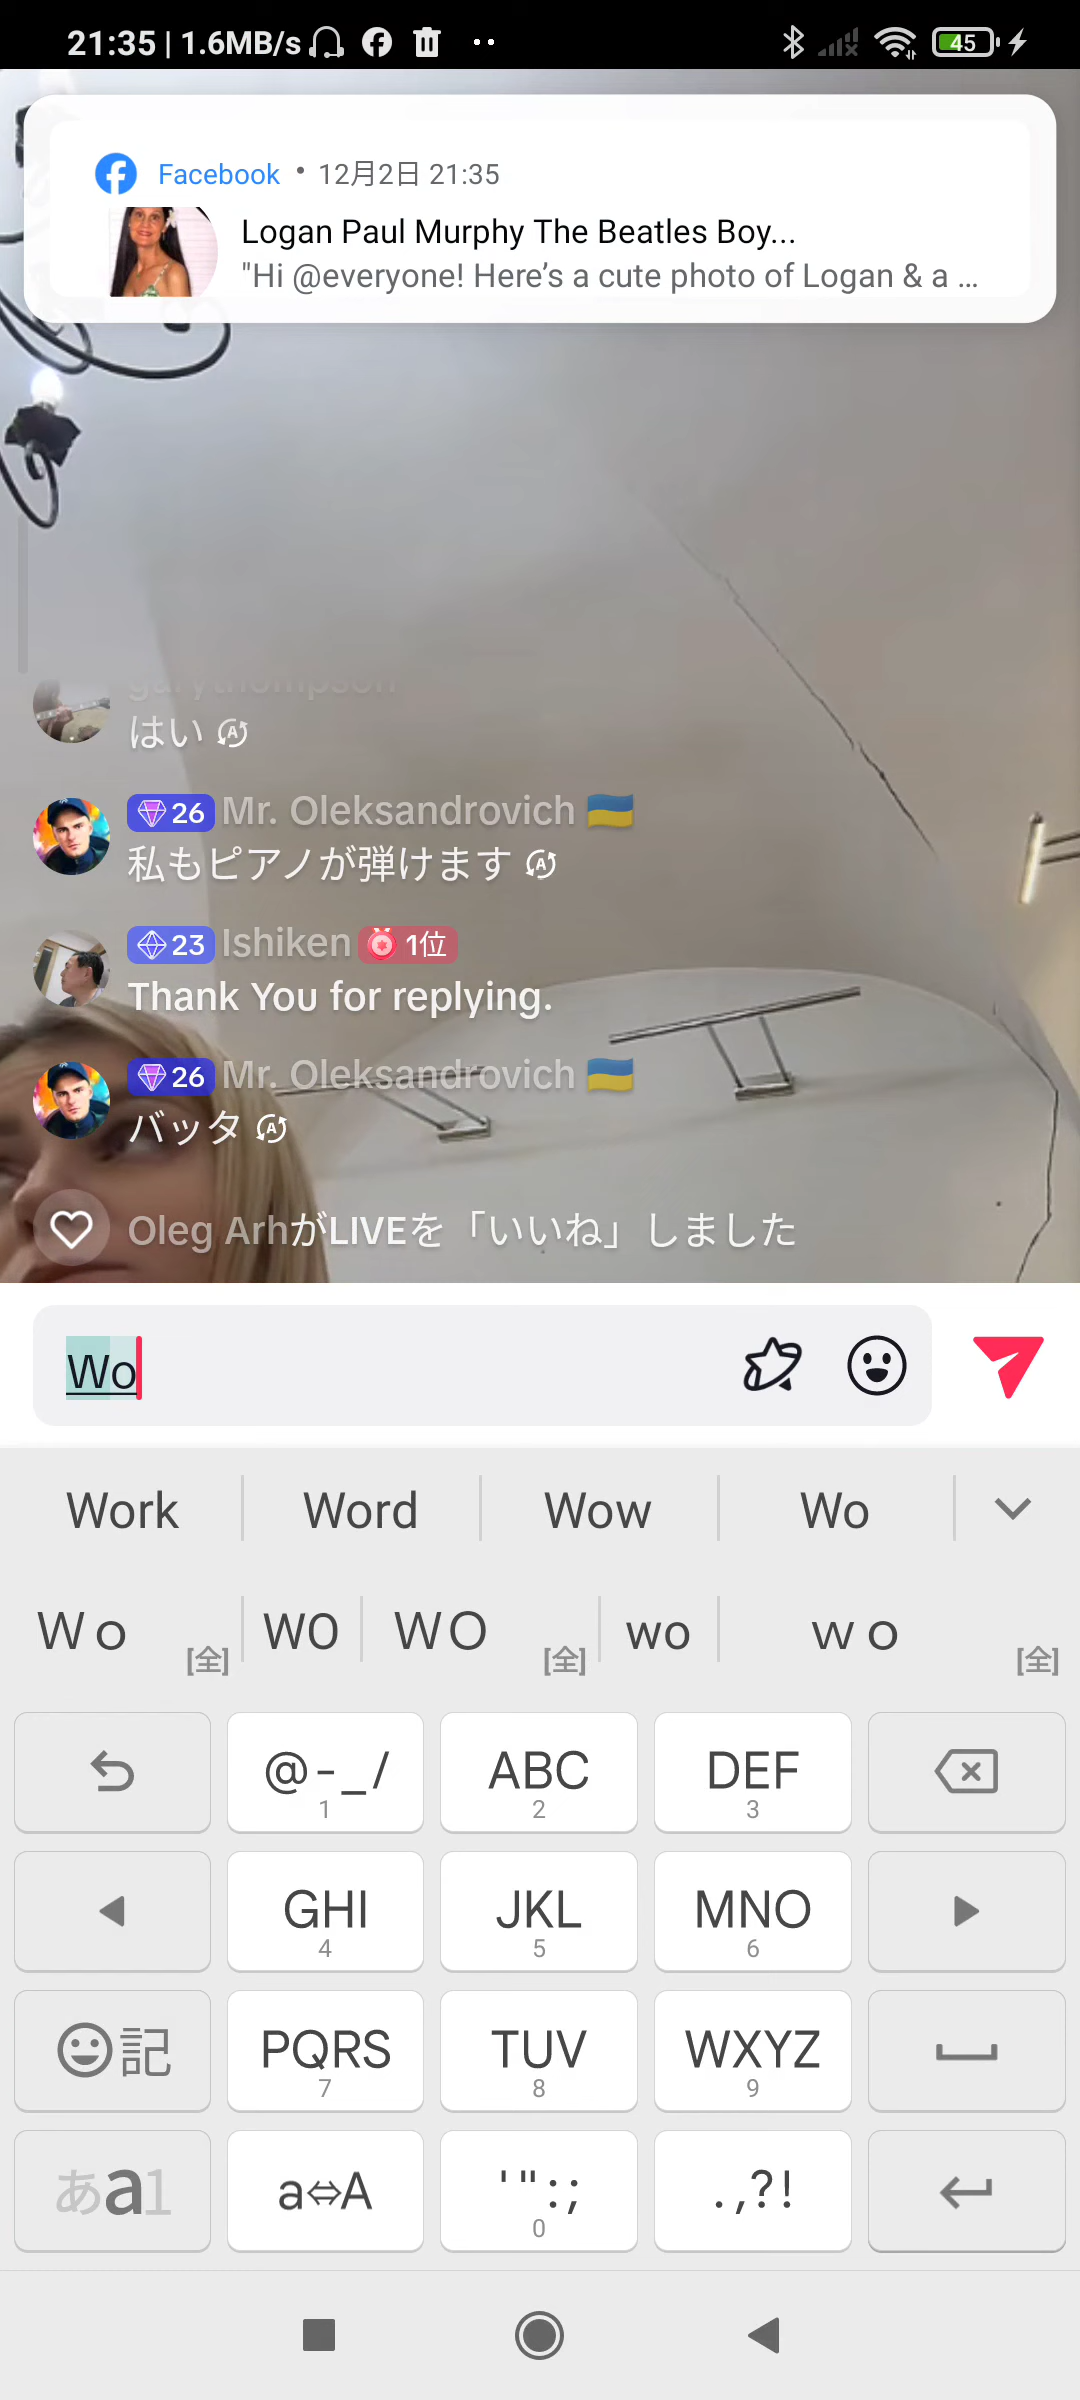 21:35 | 1.6MB/s
45
Facebook • 12月2日 21:35
Logan Paul Murphy The Beatles Boy...
"Hi @everyone! Here's a cute photo of Logan & a ...
garythompson
はい
26 Mr. Oleksandrovich 🇺🇦
私もピアノが弾けます
23 Ishiken 1位
Thank You for replying.
26 Mr. Oleksandrovich 🇺🇦
バッタ
Oleg ArhがLIVEを「いいね」しました
Wo
Work Word Wow Wo
Ｗｏ [全] W0 WO [全] wo ｗｏ [全]
@-_/ ABC DEF
1 2 3
GHI JKL MNO
4 5 6
記 PQRS TUV WXYZ
7 8 9
あa1 a⇔A '":; .,?!
0